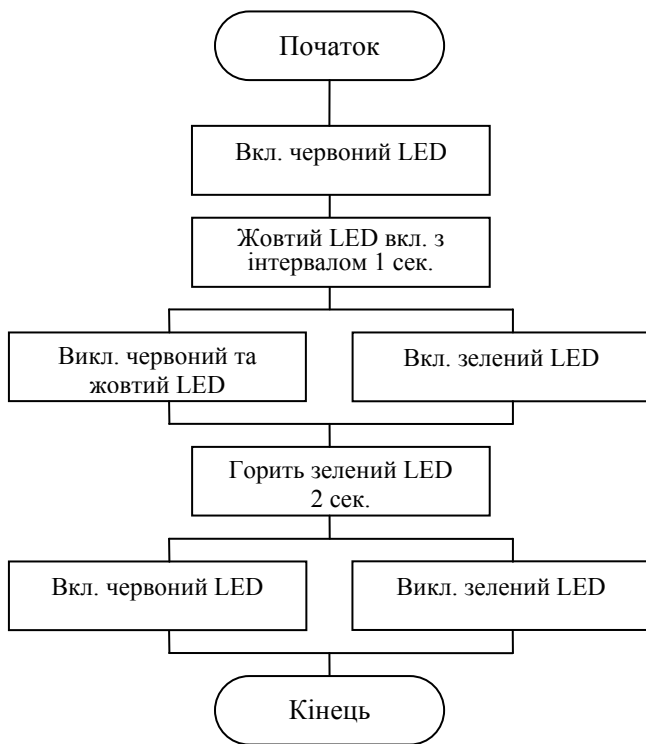 Початок
Вкл. червоний LED
Жовтий LED вкл. з
інтервалом 1 сек.
Викл. червоний та
жовтий LED
Вкл. зелений LED
Горить зелений LED
2 сек.
Вкл. червоний LED
Викл. зелений LED
Кінець